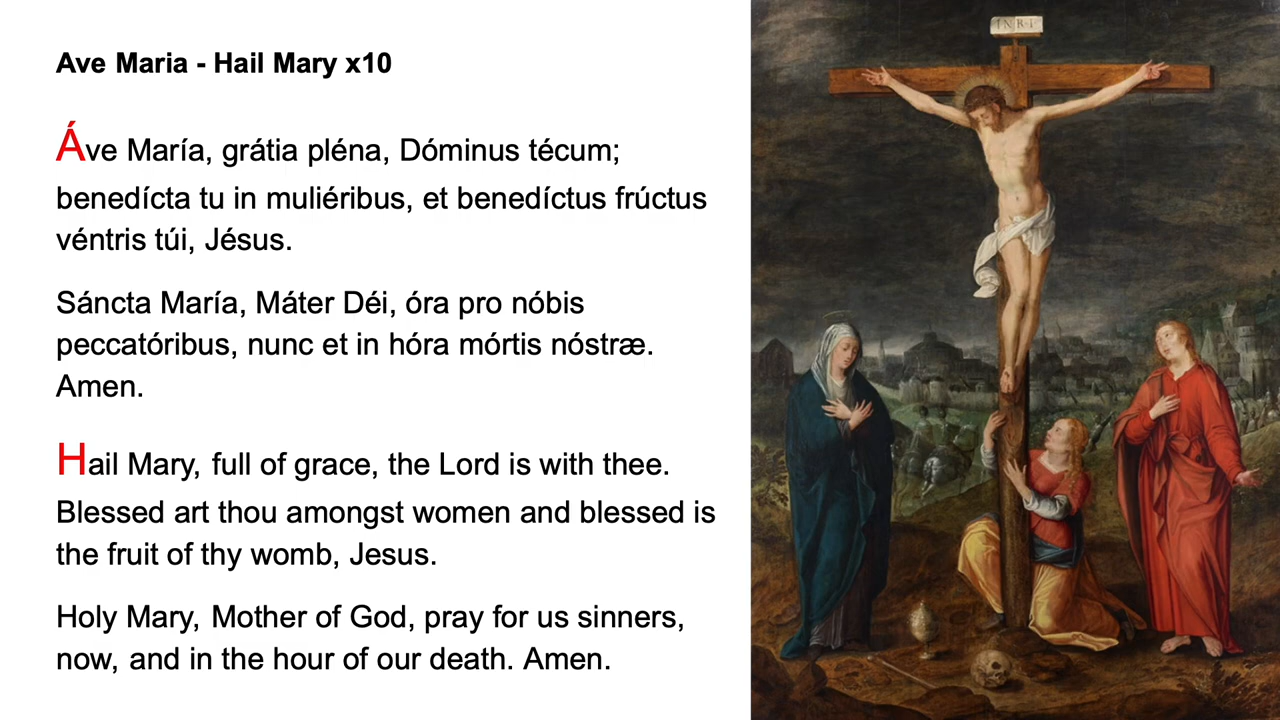 Ave Maria - Hail Mary x10
Áve María, grátia pléna, Dóminus técum;
benedícta tu in muliéribus, et benedíctus frúctus
véntris túi, Jésus.
Sáncta María, Máter Déi, óra pro nóbis
peccatóribus, nunc et in hóra mórtis nóstræ.
Amen.
Hail Mary, full of grace, the Lord is with thee.
Blessed art thou amongst women and blessed is
the fruit of thy womb, Jesus.
Holy Mary, Mother of God, pray for us sinners,
now, and in the hour of our death. Amen.
INRI